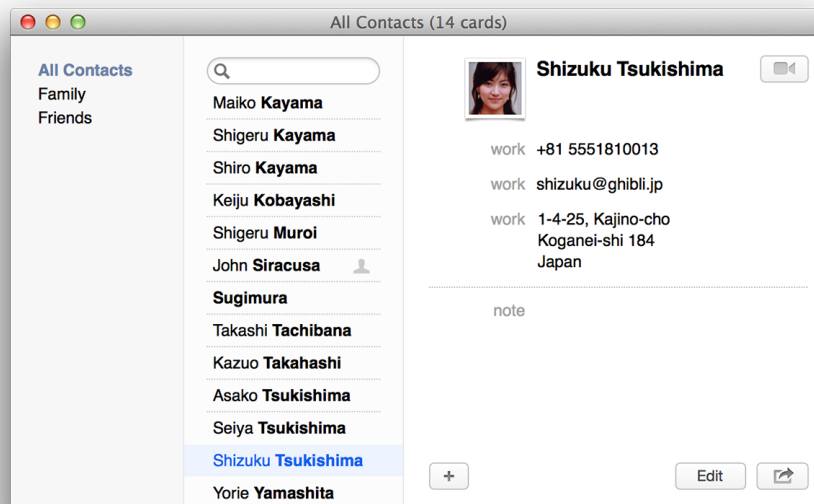 All Contacts (14 cards)
All Contacts
Family
Friends
Maiko Kayama
Shigeru Kayama
Shiro Kayama
Keiju Kobayashi
Shigeru Muroi
John Siracusa
Sugimura
Takashi Tachibana
Kazuo Takahashi
Asako Tsukishima
Seiya Tsukishima
Shizuku Tsukishima
Yorie Yamashita
Shizuku Tsukishima
work +81 5551810013
work shizuku@ghibli.jp
work 1-4-25, Kajino-cho
Koganei-shi 184
Japan
note
+
Edit